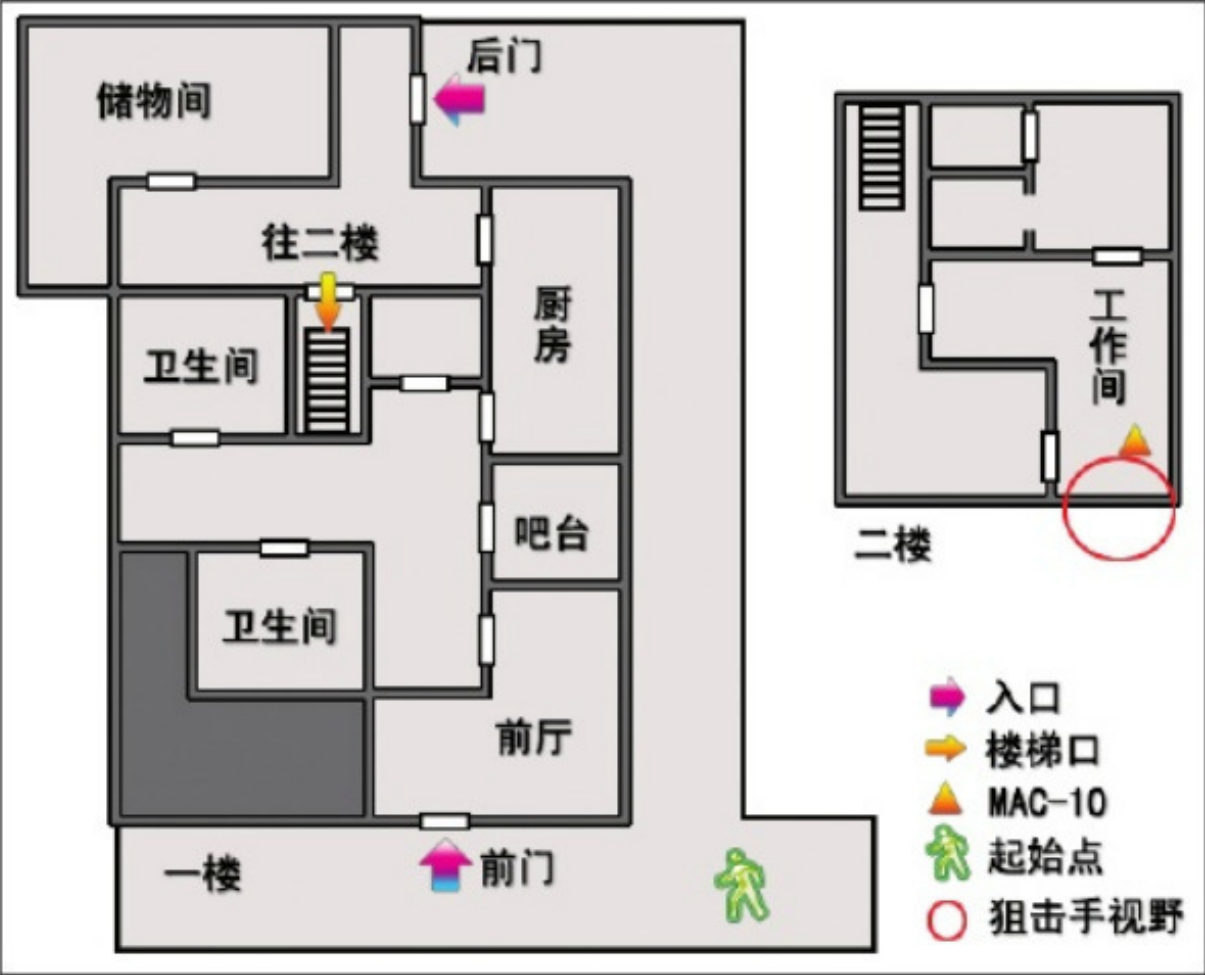 后门
储物间
往二楼
厨房
卫生间
工作间
吧台
二楼
卫生间
前厅
入口
楼梯口
MAC-10
一楼
前门
起始点
狙击手视野